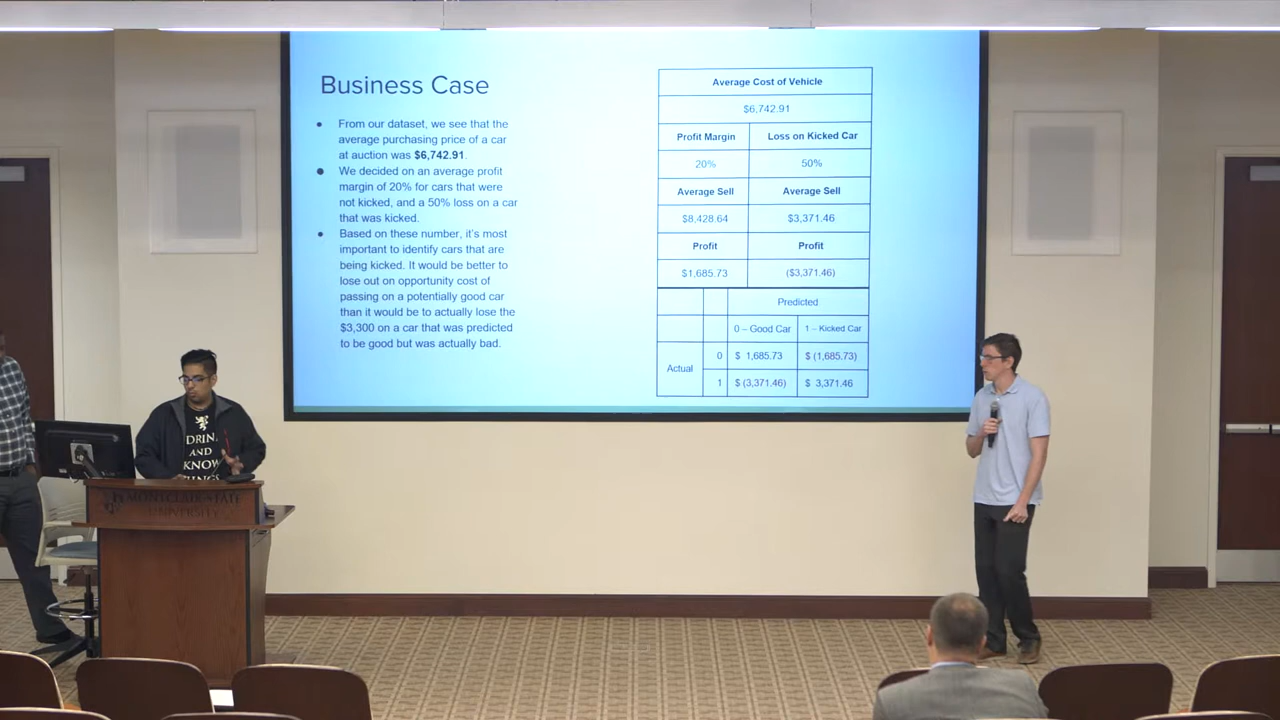 Business Case
• From our dataset, we see that the
average purchasing price of a car
at auction was $6,742.91.
• We decided on an average profit
margin of 20% for cars that were
not kicked, and a 50% loss on a car
that was kicked.
• Based on these number, it's most
important to identify cars that are
being kicked. It would be better to
lose out on opportunity cost of
passing on a potentially good car
than it would be to actually lose the
$3,300 on a car that was predicted
to be good but was actually bad.
Average Cost of Vehicle
$6,742.91
Profit Margin Loss on Kicked Car
20% 50%
Average Sell Average Sell
$8,428.64 $3,371.46
Profit Profit
$1,685.73 ($3,371.46)
Predicted
0 – Good Car 1 – Kicked Car
Actual
0 $ 1,685.73 $ (1,685.73)
1 $ (3,371.46) $ 3,371.46
DRINK
AND
KNOW
THINGS
MONTCLAIR STATE
UNIVERSITY